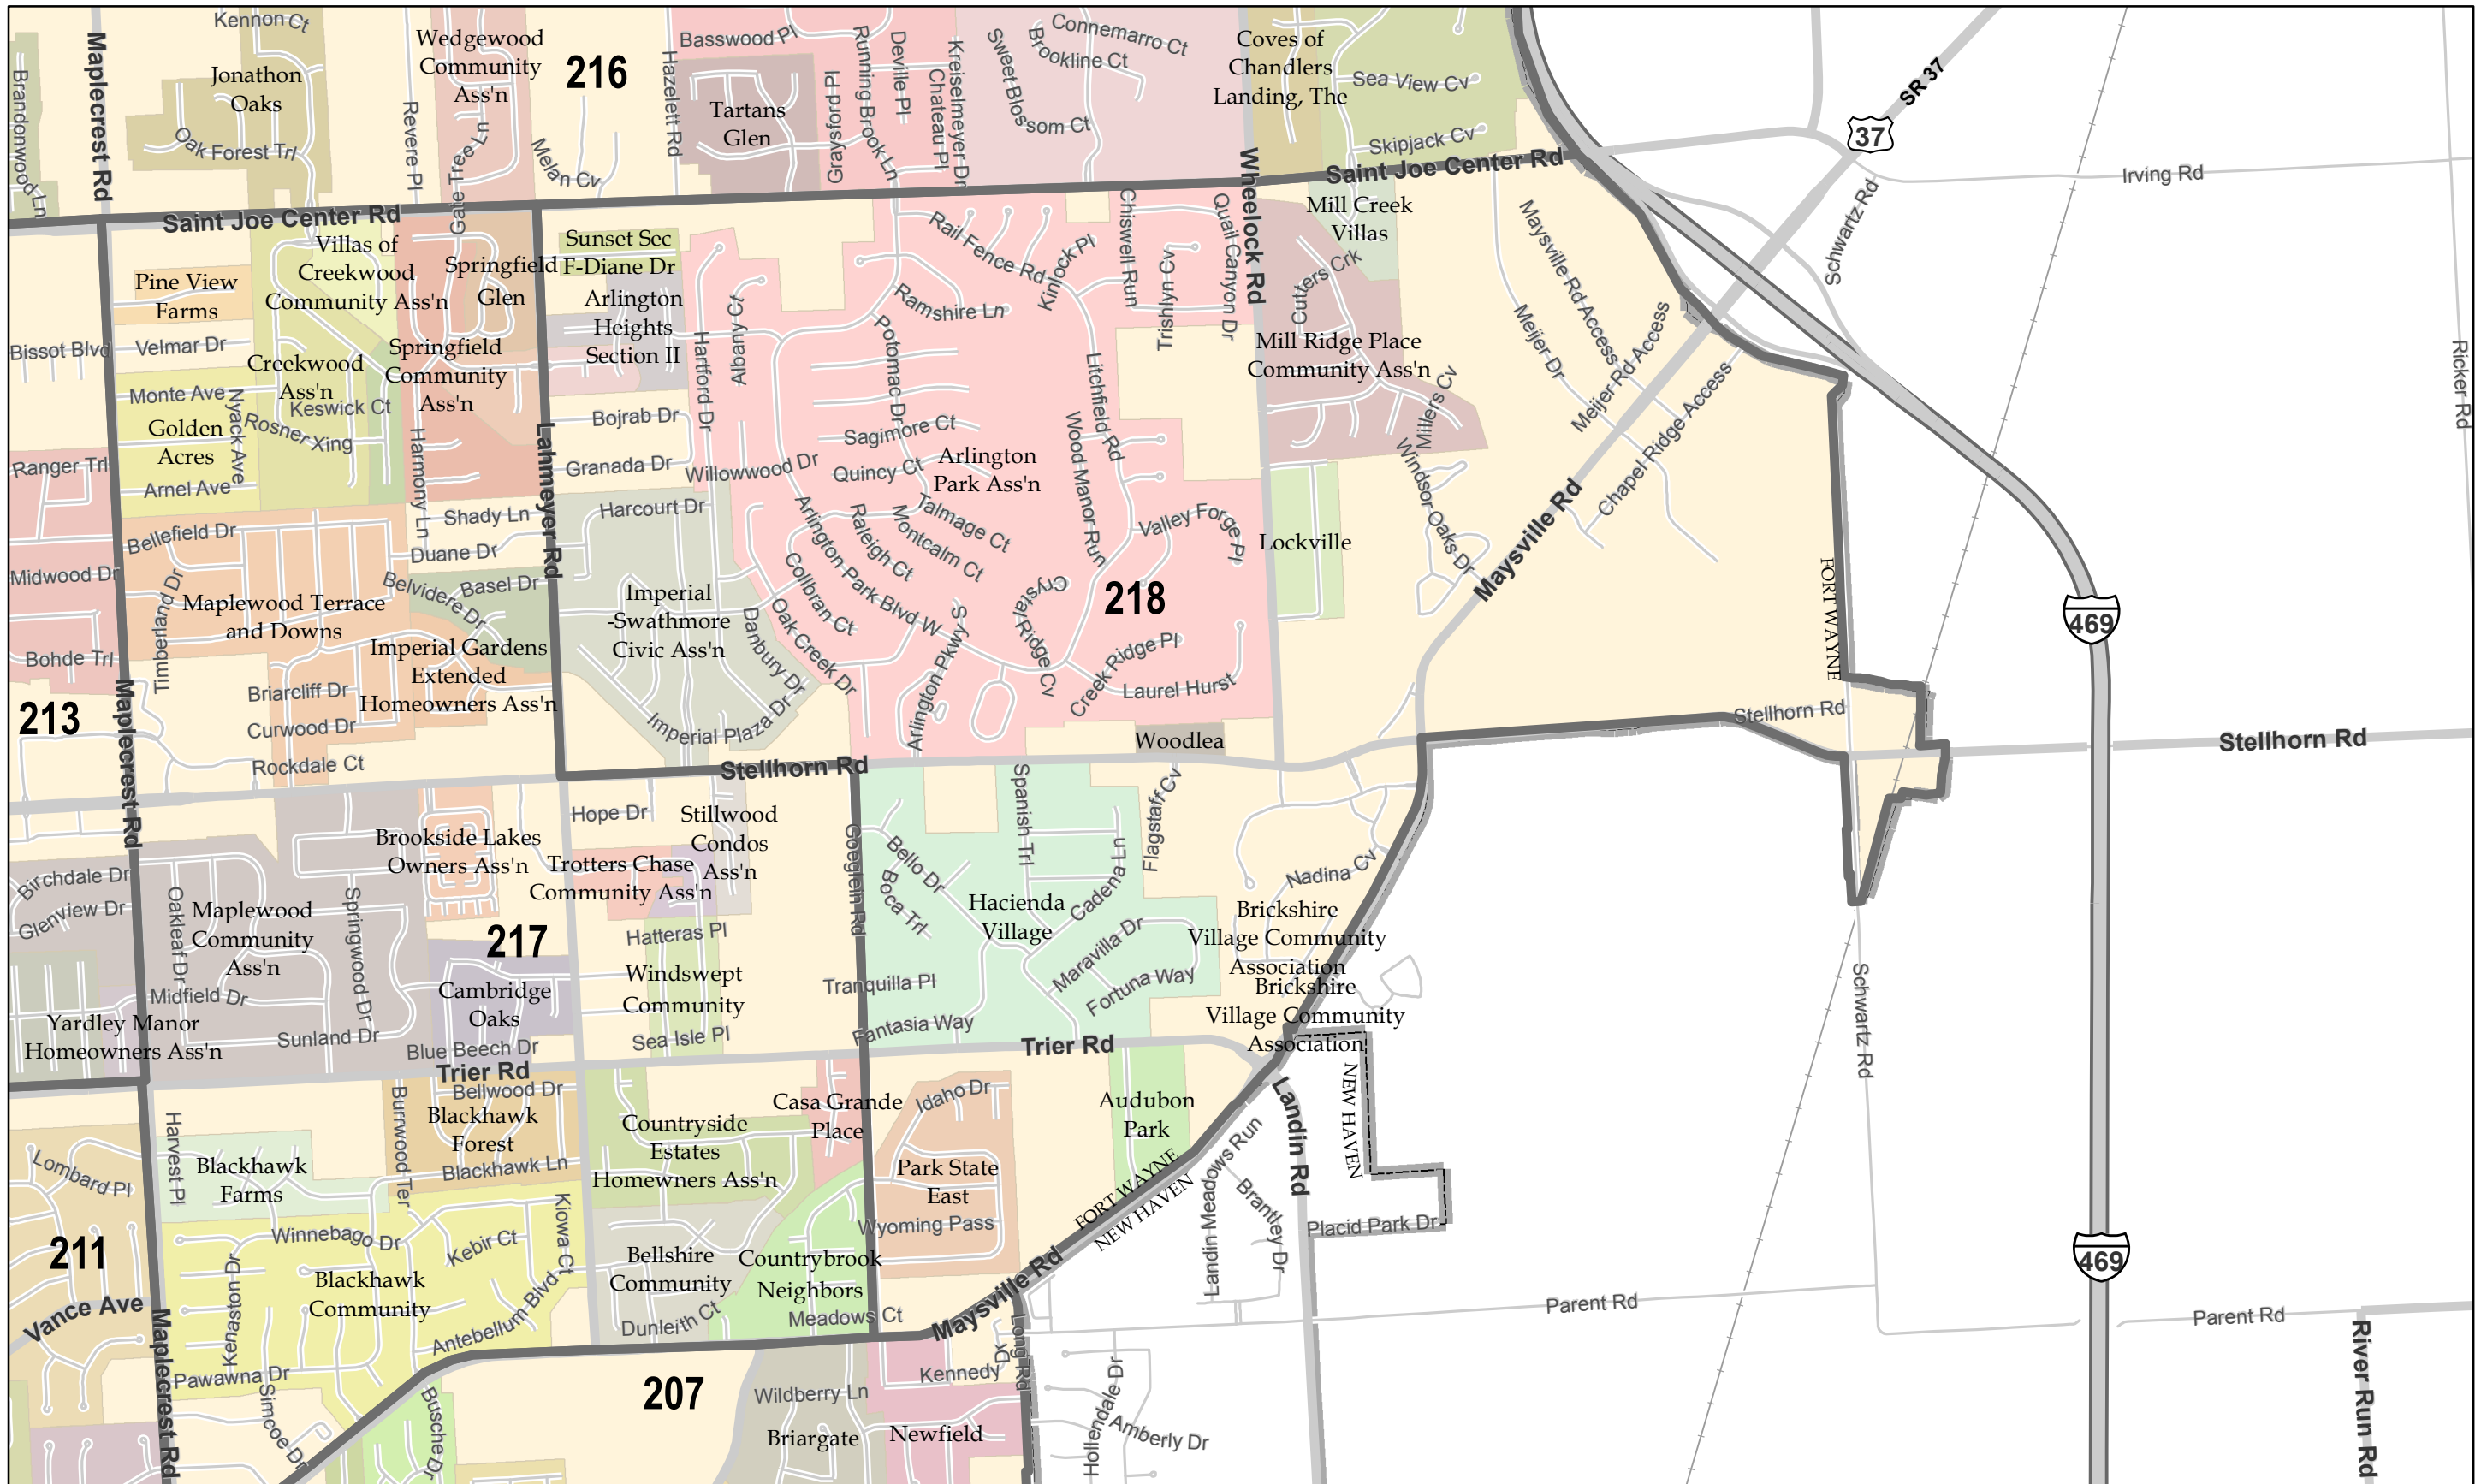 Kennon Ct
Maplecrest Rd
Wedgewood
Community
Ass'n
216
Basswood Pl
Running Brook Ln
Deville Pl
Chateau Pl
Kreiselmeyer Dr
Sweet Blossom Ct
Connemarro Ct
Brookline Ct
Coves of
Chandlers
Landing, The
Sea View Cv
Skipjack Cv
SR 37
37
Irving Rd
Brandonwood Ln
Jonathon
Oaks
Oak Forest Trl
Revere Pl
Gate Tree Ln
Melan Cv
Hazelett Rd
Tartans
Glen
Graysford Pl
Wheelock Rd
Saint Joe Center Rd
Saint Joe Center Rd
Schwartz Rd
Ricker Rd
Villas of
Creekwood
Community Ass'n
Springfield
Glen
Sunset Sec
F-Diane Dr
Arlington
Heights
Section II
Pine View
Farms
Bissot Blvd
Velmar Dr
Monte Ave
Creekwood
Ass'n
Springfield
Community
Ass'n
Keswick Ct
Golden
Acres
Nyack Ave
Rosner Xing
Ranger Trl
Arnel Ave
Harmony Ln
Lahmeyer Rd
Hartford Dr
Albany Ct
Bojrab Dr
Granada Dr
Willowwood Dr
Rail Fence Rd
Kinlock Pl
Chiswell Run
Trishlyn Cv
Quail Canyon Dr
Ramshire Ln
Potomac Dr
Litchfield Rd
Sagimore Ct
Quincy Ct
Arlington
Park Ass'n
Wood Manor Run
Talmage Ct
Montcalm Ct
Raleigh Ct
Valley Forge Pl
Mill Creek
Villas
Cutters Crk
Mill Ridge Place
Community Ass'n
Millers Cv
Windsor Oaks Dr
Maysville Rd Access
Meijer Dr
Meijer Rd Access
Chapel Ridge Access
Maysville Rd
Lockville
FORT WAYNE
469
Bellefield Dr
Shady Ln
Duane Dr
Harcourt Dr
Midwood Dr
Timberland Dr
Maplewood Terrace
and Downs
Belvidere Dr
Basel Dr
Imperial
-Swathmore
Civic Ass'n
Collbran Ct
Arlington Park Blvd W
Oak Creek Dr
Danbury Dr
218
Crystal Ridge Cv
Creek Ridge Pl
Laurel Hurst
Arlington Pkwy S
Bohde Trl
Imperial Gardens
Extended
Homeowners Ass'n
213
Maplecrest Rd
Briarcliff Dr
Curwood Dr
Rockdale Ct
Imperial Plaza Dr
Woodlea
Stellhorn Rd
Stellhorn Rd
Stellhorn Rd
Hope Dr
Stillwood
Condos
Ass'n
Goeglein Rd
Spanish Trl
Flagstaff Cv
Brookside Lakes
Owners Ass'n
Trotters Chase
Community Ass'n
Bello Dr
Boca Trl
Cadena Ln
Hacienda
Village
Nadina Cv
Brickshire
Village Community
Association
Brickshire
Village Community
Association
Birchdale Dr
Glenview Dr
Oakleaf Dr
Maplewood
Community
Ass'n
Springwood Dr
217
Hatteras Pl
Windswept
Community
Tranquilla Pl
Maravilla Dr
Fortuna Way
Midfield Dr
Cambridge
Oaks
Yardley Manor
Homeowners Ass'n
Sunland Dr
Blue Beech Dr
Sea Isle Pl
Fantasia Way
Trier Rd
Trier Rd
Schwartz Rd
Bellwood Dr
Blackhawk
Forest
Burrwood Ter
Blackhawk Ln
Harvest Pl
Blackhawk
Farms
Lombard Pl
Countryside
Estates
Homewners Ass'n
Casa Grande
Place
Idaho Dr
Park State
East
Wyoming Pass
Audubon
Park
FORT WAYNE
NEW HAVEN
Landin Rd
NEW HAVEN
Landin Meadows Run
Brantley Dr
Placid Park Dr
211
Vance Ave
Winnebago Dr
Kebir Ct
Kiowa Ct
Kenaston Dr
Blackhawk
Community
Antebellum Blvd
Bellshire
Community
Countrybrook
Neighbors
Dunleith Ct
Meadows Ct
Maysville Rd
Parent Rd
469
Parent Rd
River Run Rd
Maplecrest Rd
Pawawna Dr
Simcoe Dr
Busche Dr
207
Wildberry Ln
Briargate
Kennedy Dr
Newfield
Long Rd
Hollendale Dr
Amberly Dr